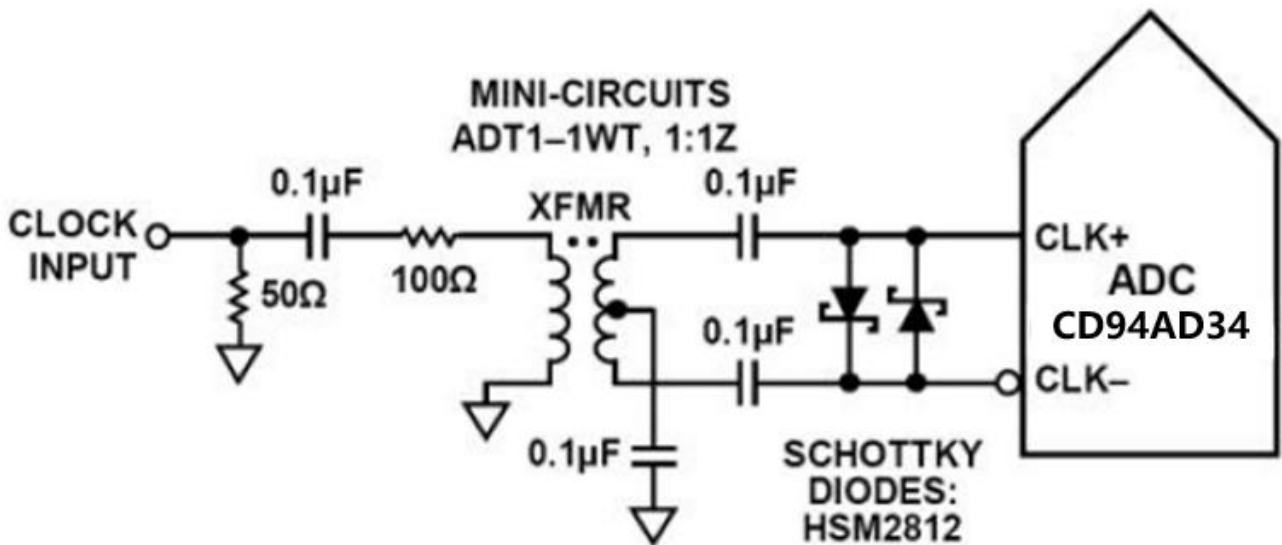 MINI-CIRCUITS
ADT1–1WT, 1:1Z
0.1µF
XFMR
0.1µF
CLOCK
INPUT
50Ω
100Ω
CLK+
ADC
CD94AD34
0.1µF
CLK–
0.1µF
SCHOTTKY
DIODES:
HSM2812